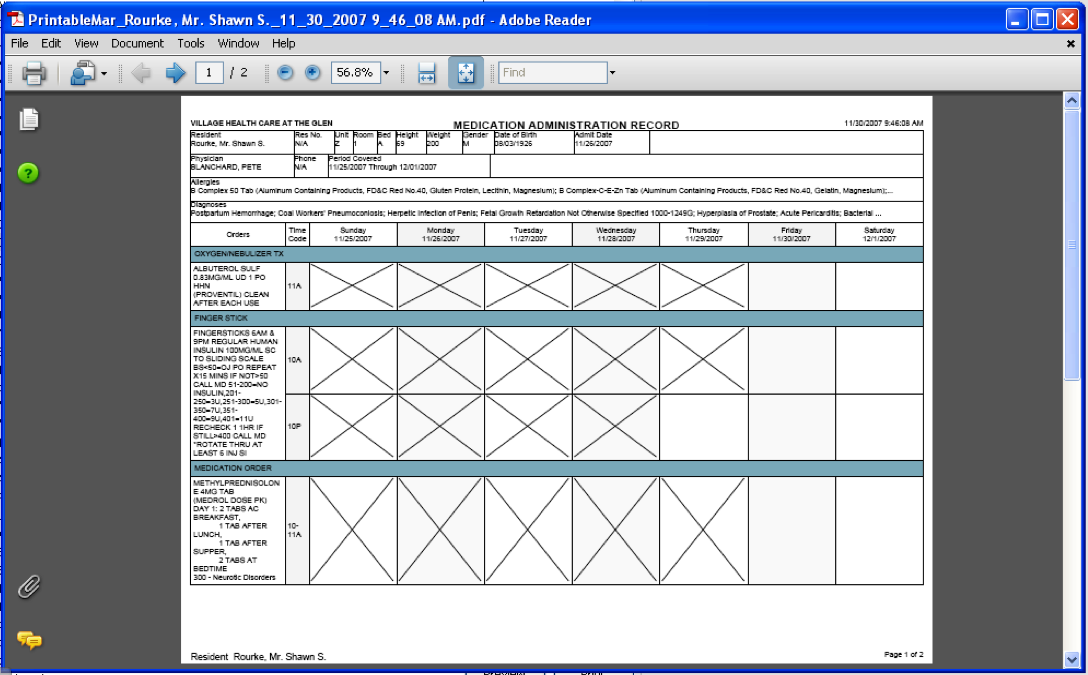 PrintableMar_Rourke, Mr. Shawn S._11_30_2007 9_46_08 AM.pdf - Adobe Reader
File Edit View Document Tools Window Help
1 / 2 56.8% Find
VILLAGE HEALTH CARE AT THE GLEN MEDICATION ADMINISTRATION RECORD 11/30/2007 9:46:08 AM
Resident Res No. Unit Room Bed Height Weight Gender Date of Birth Admit Date
Rourke, Mr. Shawn S. N/A Z 1 A 69 200 M 08/03/1926 11/26/2007
Physician Phone Period Covered
BLANCHARD, PETE N/A 11/25/2007 Through 12/01/2007
Allergies
B Complex 50 Tab (Aluminum Containing Products, FD&C Red No.40, Gluten Protein, Lecithin, Magnesium); B Complex-C-E-Zn Tab (Aluminum Containing Products, FD&C Red No.40, Gelatin, Magnesium);...
Diagnoses
Postpartum Hemorrhage; Coal Workers' Pneumoconiosis; Herpetic Infection of Penis; Fetal Growth Retardation Not Otherwise Specified 1000-1249G; Hyperplasia of Prostate; Acute Pericarditis; Bacterial ...
Orders Time Code Sunday 11/25/2007 Monday 11/26/2007 Tuesday 11/27/2007 Wednesday 11/28/2007 Thursday 11/29/2007 Friday 11/30/2007 Saturday 12/1/2007
OXYGEN/NEBULIZER TX
ALBUTEROL SULF
0.83MG/ML UD 1 PO
HHN
(PROVENTIL) CLEAN
AFTER EACH USE
11A
FINGER STICK
FINGERSTICKS 6AM &
9PM REGULAR HUMAN
INSULIN 100MG/ML SC
TO SLIDING SCALE
BS<50=OJ PO REPEAT
X15 MINS IF NOT>50
CALL MD 51-200=NO
INSULIN,201-
250=3U,251-300=5U,301-
350=7U,351-
400=9U,401=11U
RECHECK 1 1HR IF
STILL>400 CALL MD
*ROTATE THRU AT
LEAST 6 INJ SI
10A
10P
MEDICATION ORDER
METHYLPREDNISOLON
E 4MG TAB
(MEDROL DOSE PK)
DAY 1: 2 TABS AC
BREAKFAST,
1 TAB AFTER
LUNCH,
1 TAB AFTER
SUPPER,
2 TABS AT
BEDTIME
300 - Neurotic Disorders
10-
11A
Resident Rourke, Mr. Shawn S. Page 1 of 2